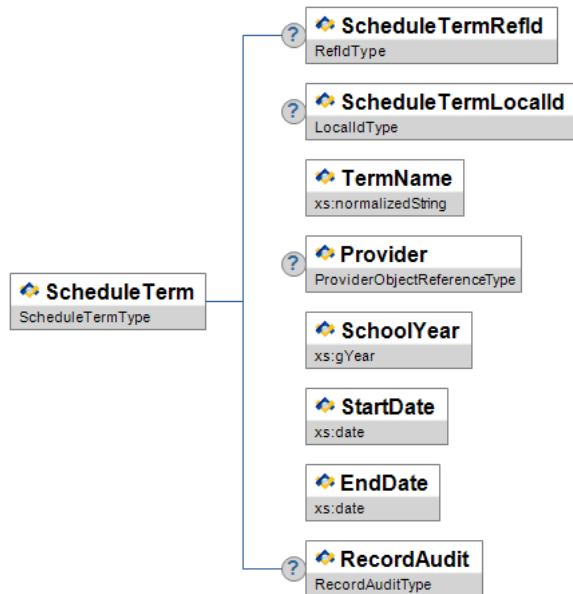 ?
ScheduleTermRefId
RefIdType
?
ScheduleTermLocalId
LocalIdType
TermName
xs:normalizedString
?
Provider
ProviderObjectReferenceType
ScheduleTerm
ScheduleTermType
SchoolYear
xs:gYear
StartDate
xs:date
EndDate
xs:date
?
RecordAudit
RecordAuditType